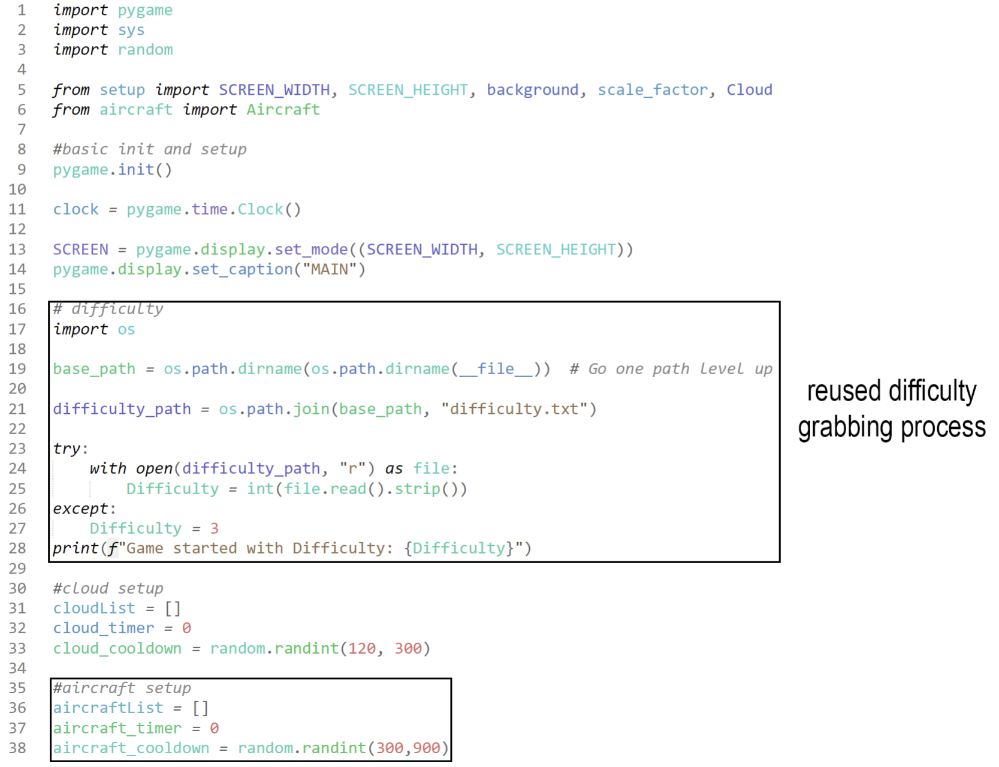 1 import pygame
2 import sys
3 import random
4
5 from setup import SCREEN_WIDTH, SCREEN_HEIGHT, background, scale_factor, Cloud
6 from aircraft import Aircraft
7
8 #basic init and setup
9 pygame.init()
10
11 clock = pygame.time.Clock()
12
13 SCREEN = pygame.display.set_mode((SCREEN_WIDTH, SCREEN_HEIGHT))
14 pygame.display.set_caption("MAIN")
15
16 # difficulty
17 import os
18
19 base_path = os.path.dirname(os.path.dirname(__file__))  # Go one path level up
20
21 difficulty_path = os.path.join(base_path, "difficulty.txt")
22
23 try:
24     with open(difficulty_path, "r") as file:
25         Difficulty = int(file.read().strip())
26 except:
27     Difficulty = 3
28 print(f"Game started with Difficulty: {Difficulty}")
29
30 #cloud setup
31 cloudList = []
32 cloud_timer = 0
33 cloud_cooldown = random.randint(120, 300)
34
35 #aircraft setup
36 aircraftList = []
37 aircraft_timer = 0
38 aircraft_cooldown = random.randint(300,900)
reused difficulty
grabbing process